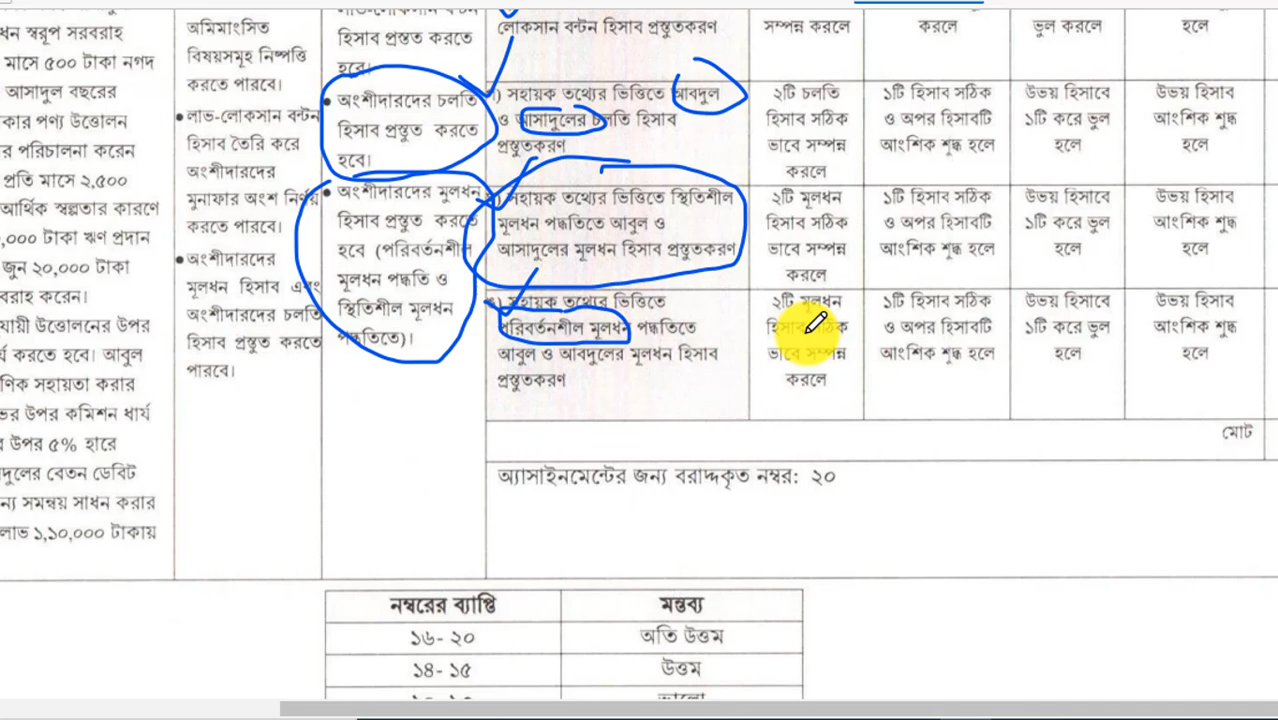 ধন স্বরূপ সরবরাহ
মাসে ৫০০ টাকা নগদ
আসাদুল বছরের
কার পণ্য উত্তোলন
র পরিচালনা করেন
প্রতি মাসে ২,৫০০
আর্থিক স্বল্পতার কারণে
,০০০ টাকা ঋণ প্রদান
জুন ২০,০০০ টাকা
বরাহ করেন।
যায়ী উত্তোলনের উপর
র্য করতে হবে। আবুল
ণিক সহায়তা করার
ভের উপর কমিশন ধার্য
র উপর ৫% হারে
দুলের বেতন ডেবিট
ন্য সমন্বয় সাধন করার
লাভ ১,১০,০০০ টাকায়
অমিমাংসিত
বিষয়সমূহ নিষ্পত্তি
করতে পারবে।
•লাভ-লোকসান বন্টন
হিসাব তৈরি করে
অংশীদারদের
মুনাফার অংশ নির্ণয়
করতে পারবে।
•অংশীদারদের
মূলধন হিসাব এবং
অংশীদারদের চলতি
হিসাব প্রস্তুত করতে
পারবে।
লাভ-লোকসান বন্টন
হিসাব প্রস্তুত করতে
হবে।
• অংশীদারদের চলতি
হিসাব প্রস্তুত করতে
হবে।
• অংশীদারদের মুলধন
হিসাব প্রস্তুত করতে
হবে (পরিবর্তনশীল
মূলধন পদ্ধতি ও
স্থিতিশীল মূলধন
পদ্ধতিতে)।
লোকসান বন্টন হিসাব প্রস্তুতকরণ
সম্পন্ন করলে
করলে
ভুল করলে
হলে
) সহায়ক তথ্যের ভিত্তিতে আবদুল
ও আসাদুলের চলতি হিসাব
প্রস্তুতকরণ
২টি চলতি
হিসাব সঠিক
ভাবে সম্পন্ন
করলে
১টি হিসাব সঠিক
ও অপর হিসাবটি
আংশিক শুদ্ধ হলে
উভয় হিসাবে
১টি করে ভুল
হলে
উভয় হিসাব
আংশিক শুদ্ধ
হলে
) সহায়ক তথ্যের ভিত্তিতে স্থিতিশীল
মূলধন পদ্ধতিতে আবুল ও
আসাদুলের মূলধন হিসাব প্রস্তুতকরণ
২টি মূলধন
হিসাব সঠিক
ভাবে সম্পন্ন
করলে
১টি হিসাব সঠিক
ও অপর হিসাবটি
আংশিক শুদ্ধ হলে
উভয় হিসাবে
১টি করে ভুল
হলে
উভয় হিসাব
আংশিক শুদ্ধ
হলে
) সহায়ক তথ্যের ভিত্তিতে
পরিবর্তনশীল মূলধন পদ্ধতিতে
আবুল ও আবদুলের মূলধন হিসাব
প্রস্তুতকরণ
২টি মূলধন
হিসাব সঠিক
ভাবে সম্পন্ন
করলে
১টি হিসাব সঠিক
ও অপর হিসাবটি
আংশিক শুদ্ধ হলে
উভয় হিসাবে
১টি করে ভুল
হলে
উভয় হিসাব
আংশিক শুদ্ধ
হলে
মোট
অ্যাসাইনমেন্টের জন্য বরাদ্দকৃত নম্বর: ২০
নম্বরের ব্যাপ্তি
মন্তব্য
১৬- ২০
অতি উত্তম
১৪- ১৫
উত্তম